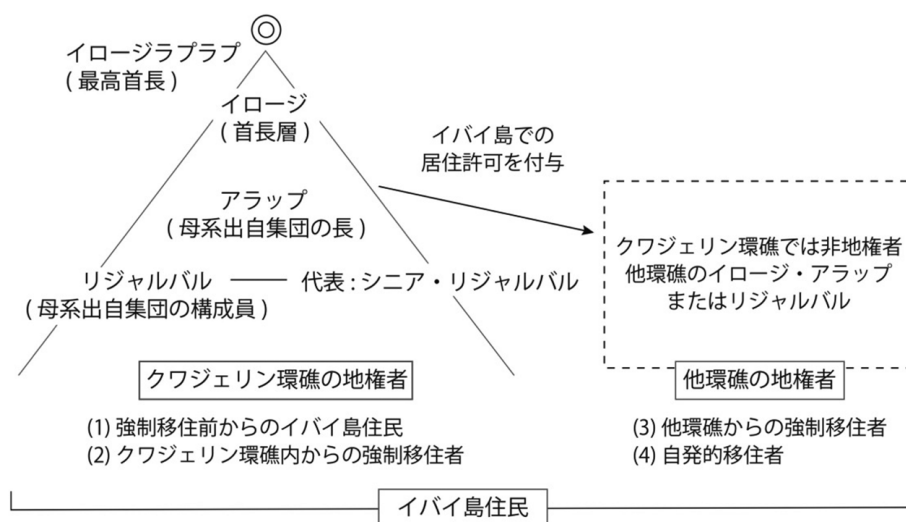 イロージラプラプ
( 最高首長 )
イロージ
( 首長層 )
イバイ島での
居住許可を付与
アラップ
( 母系出自集団の長 )
クワジェリン環礁では非地権者
他環礁のイロージ・アラップ
またはリジャルバル
リジャルバル
( 母系出自集団の構成員 )
代表 : シニア・リジャルバル
クワジェリン環礁の地権者
(1) 強制移住前からのイバイ島住民
(2) クワジェリン環礁内からの強制移住者
他環礁の地権者
(3) 他環礁からの強制移住者
(4) 自発的移住者
イバイ島住民